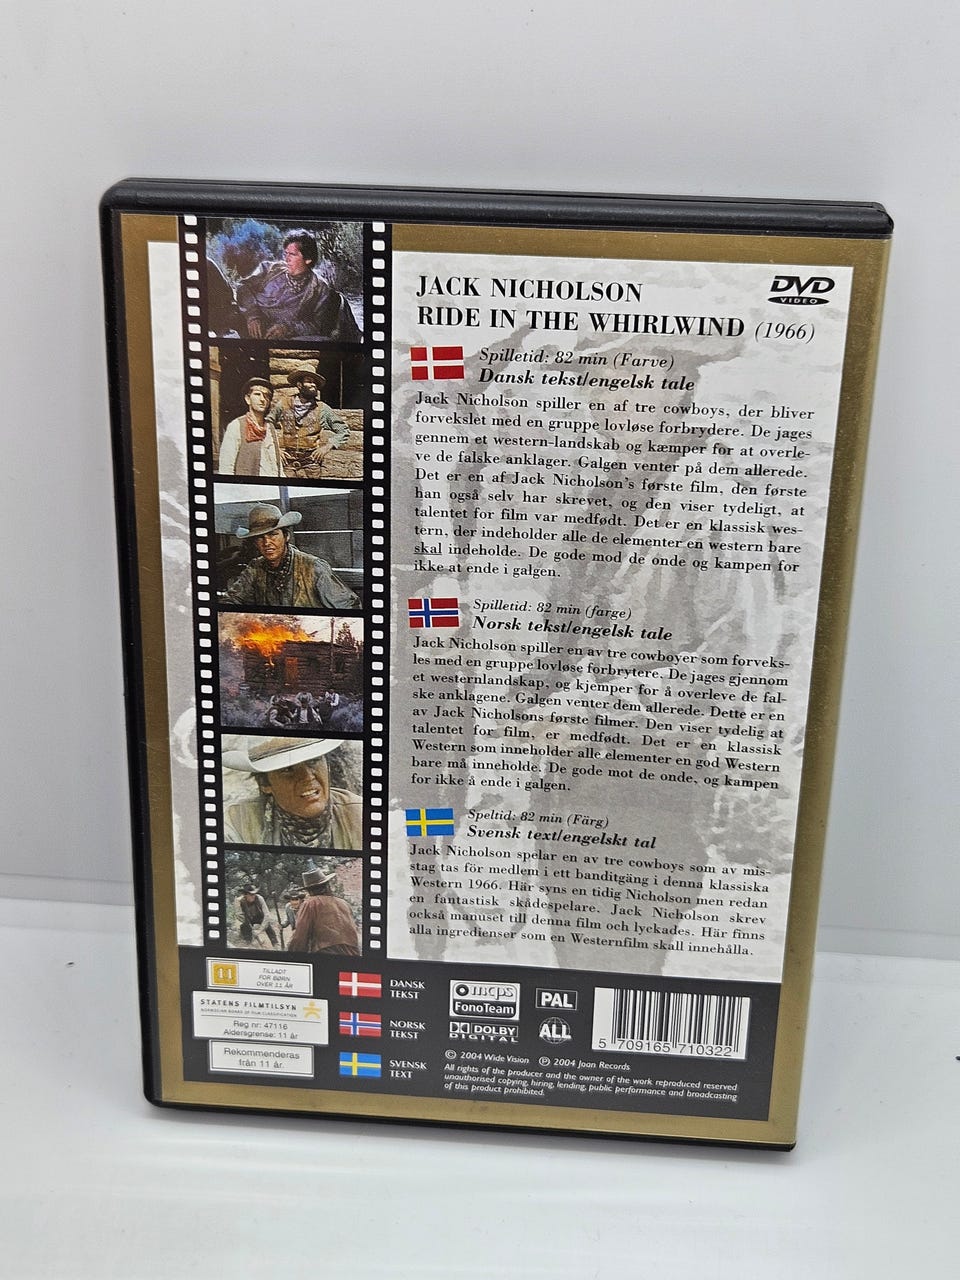 JACK NICHOLSON
RIDE IN THE WHIRLWIND (1966)
DVD
VIDEO
Spilletid: 82 min (Farve)
Dansk tekst/engelsk tale
Jack Nicholson spiller en af tre cowboys, der bliver
forvekslet med en gruppe lovløse forbrydere. De jages
gennem et western-landskab og kæmper for at overle-
ve de falske anklager. Galgen venter på dem allerede.
Det er en af Jack Nicholson's første film, den første
han også selv har skrevet, og den viser tydeligt, at
talentet for film var medfødt. Det er en klassisk wes-
tern, der indeholder alle de elementer en western bare
skal indeholde. De gode mod de onde og kampen for
ikke at ende i galgen.
Spilletid: 82 min (farge)
Norsk tekst/engelsk tale
Jack Nicholson spiller en av tre cowboyer som forveks-
les med en gruppe lovløse forbrytere. De jages gjennom
et westernlandskap, og kjemper for å overleve de fal-
ske anklagene. Galgen venter dem allerede. Dette er en
av Jack Nicholsons første filmer. Den viser tydelig at
talentet for film, er medfødt. Det er en klassisk
Western som inneholder alle elementer en god Western
bare må inneholde. De gode mot de onde, og kampen
for ikke å ende i galgen.
Speltid: 82 min (Färg)
Svensk text/engelskt tal
Jack Nicholson spelar en av tre cowboys som av mis-
stag tas för medlem i ett banditgäng i denna klassiska
Western 1966. Här syns en tidig Nicholson men redan
en fantastisk skådespelare. Jack Nicholson skrev
också manuset till denna film och lyckades. Här finns
alla ingredienser som en Westernfilm skall innehålla.
11
TILLADT
FOR BØRN
OVER 11 ÅR
STATENS FILMTILSYN
NORWEGIAN BOARD OF FILM CLASSIFICATION
Reg nr: 47116
Aldersgrense: 11 år
Rekommenderas
från 11 år.
DANSK
TEKST
NORSK
TEKST
SVENSK
TEXT
mcps
FonoTeam
DOLBY
DIGITAL
PAL
ALL
5 709165 710322
© 2004 Wide Vision ℗ 2004 Joan Records
All rights of the producer and the owner of the work reproduced reserved
unauthorised copying, hiring, lending, public performance and broadcasting
of this product prohibited.